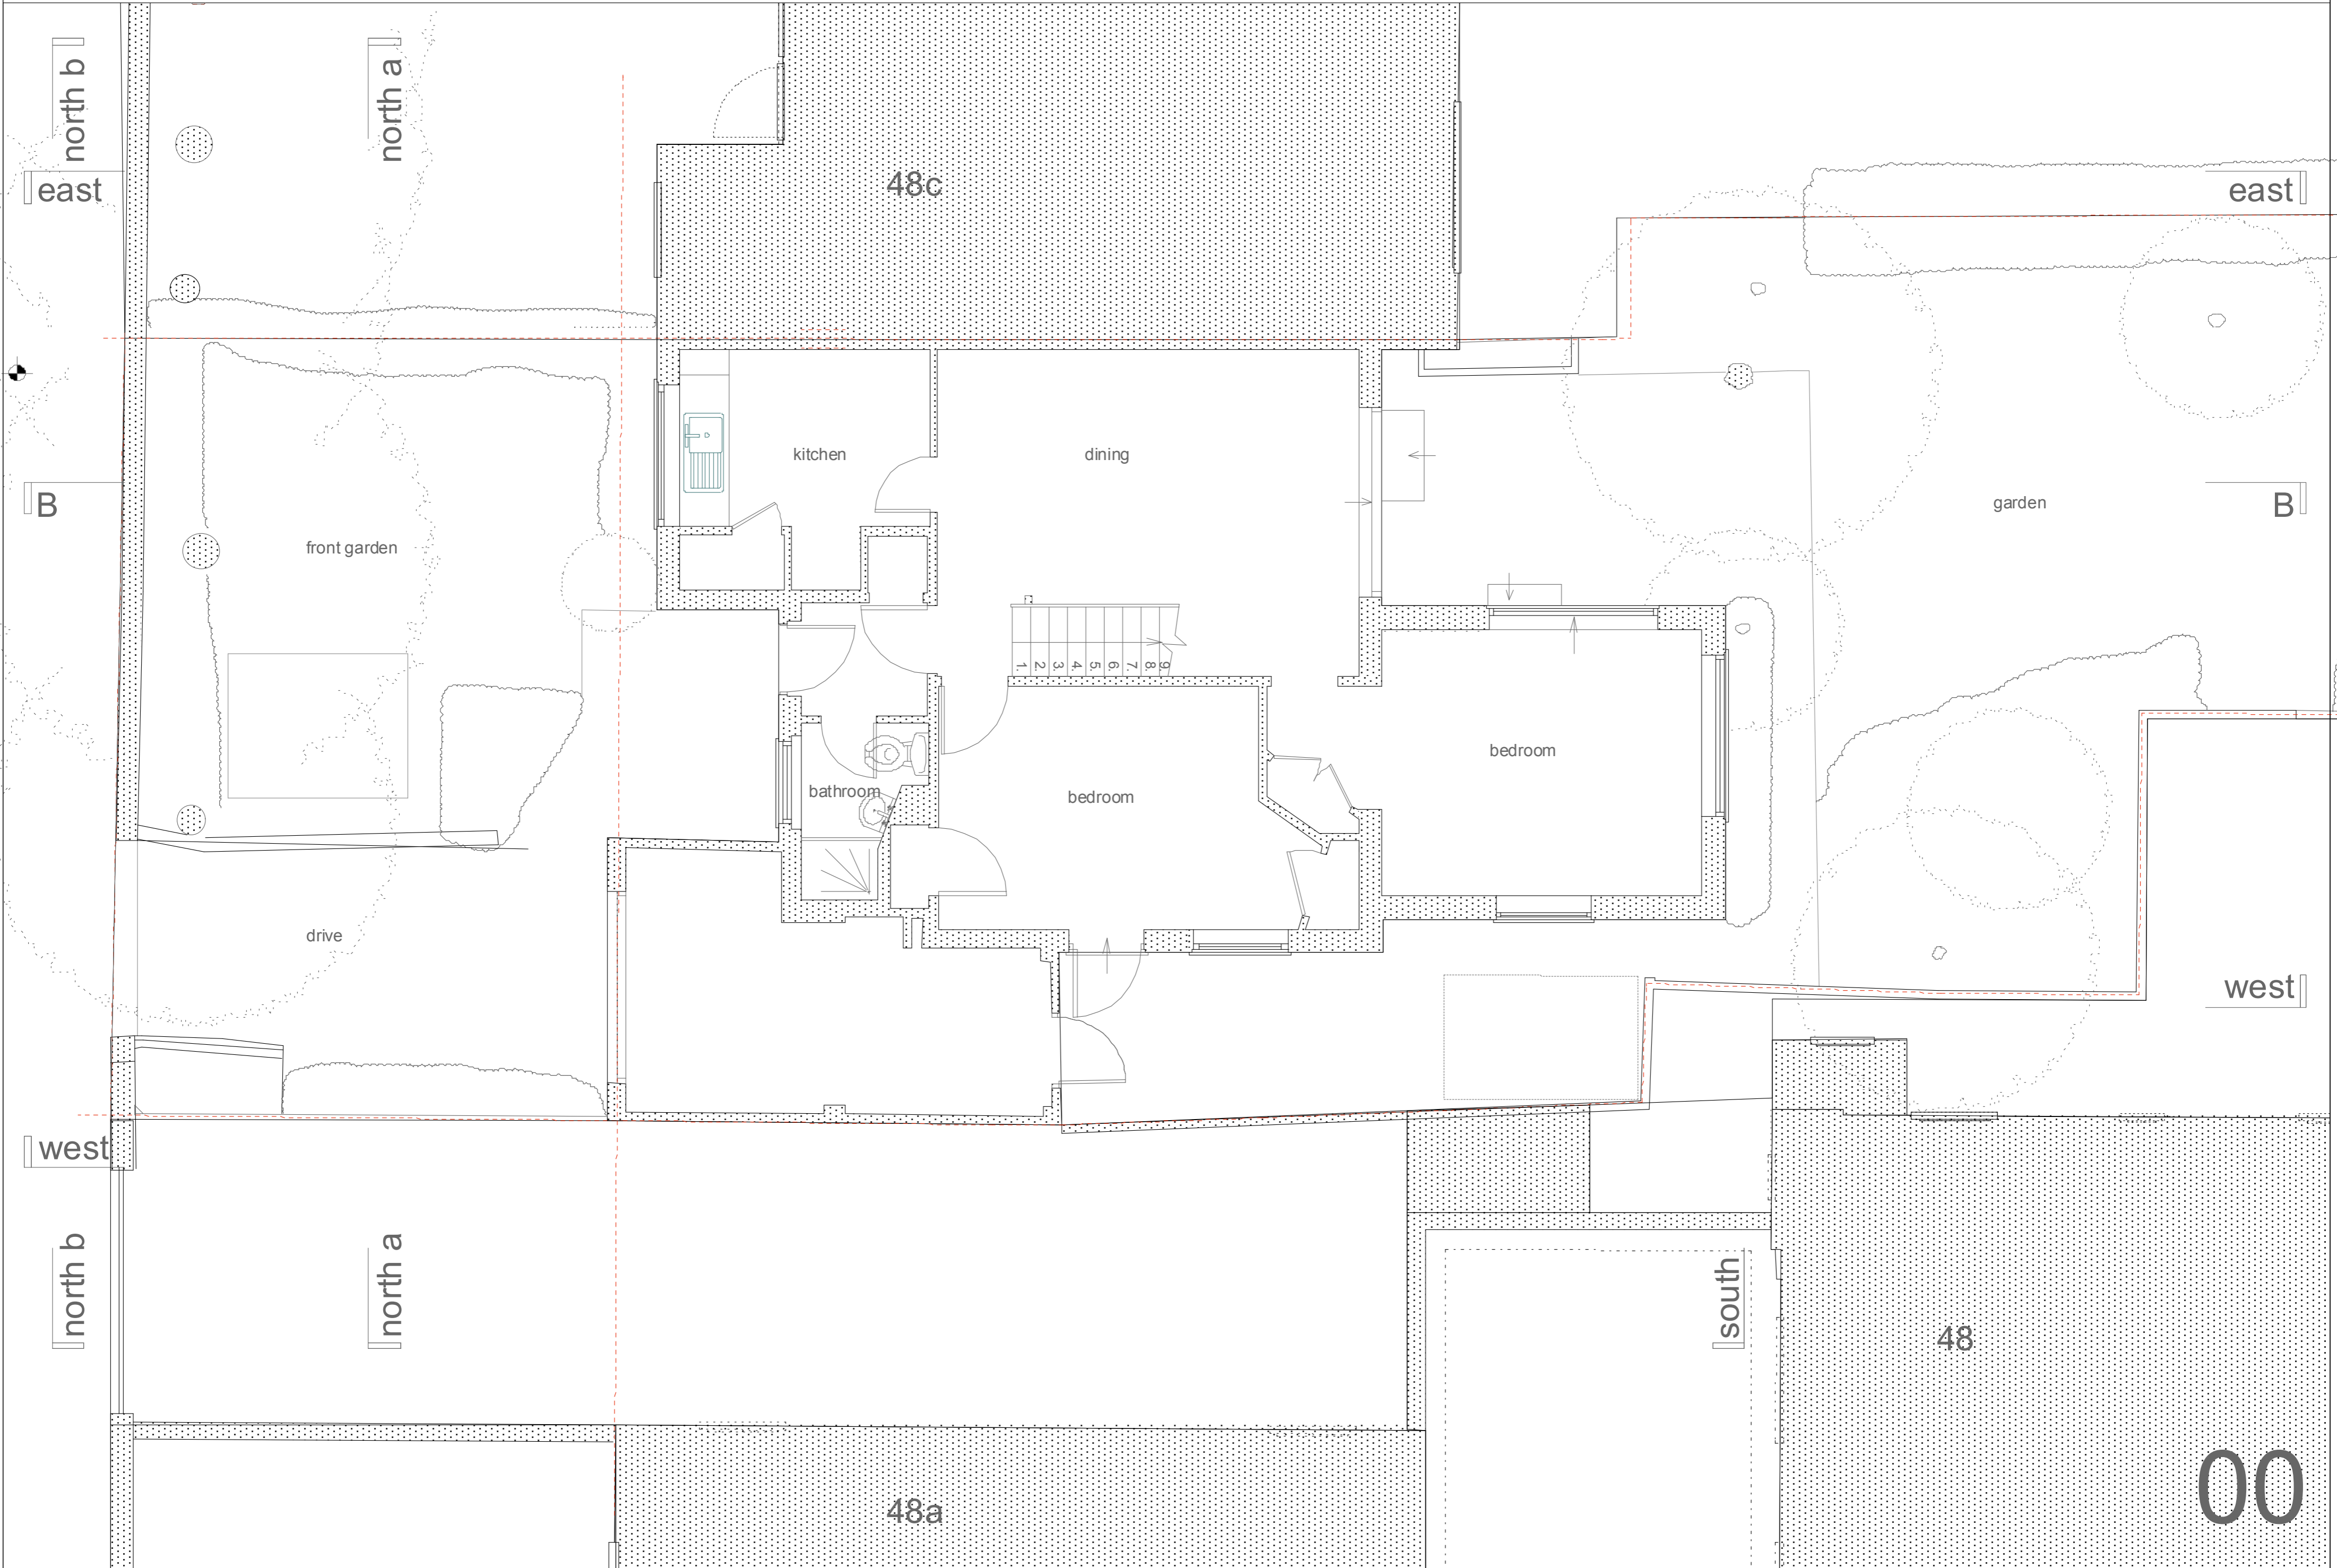 north b
north a
48c
east
east
kitchen
dining
B
garden
B
front garden
1. 2. 3. 4. 5. 6. 7. 8. 9.
bedroom
bathroom
bedroom
drive
west
west
north b
north a
south
48
48a
00